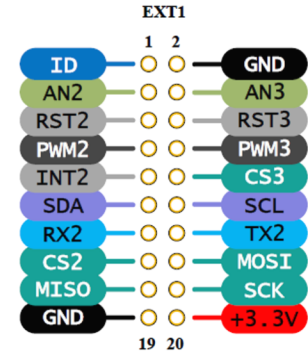 EXT1
1 2
ID GND
AN2 AN3
RST2 RST3
PWM2 PWM3
INT2 CS3
SDA SCL
RX2 TX2
CS2 MOSI
MISO SCK
GND +3.3V
19 20